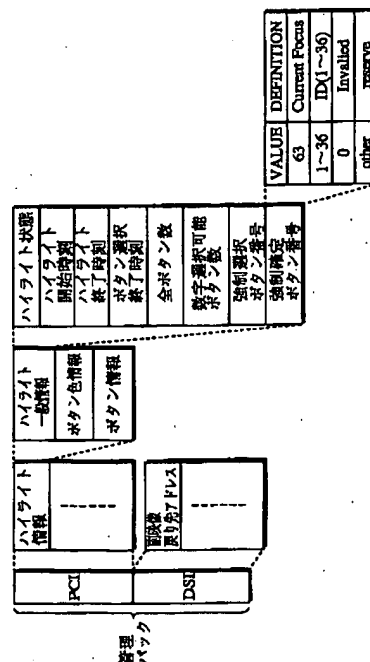 管理
パック
PCI
DSI
ハイライト
情報
副映像
戻り先アドレス
ハイライト
一般情報
ボタン色情報
ボタン情報
ハイライト状態
ハイライト
開始時刻
ハイライト
終了時刻
ボタン選択
終了時刻
全ボタン数
数字選択可能
ボタン数
強制選択
ボタン番号
強制確定
ボタン番号
VALUE DEFINITION
63 Current Focus
1〜36 ID(1〜36)
0 Invalied
other reserve